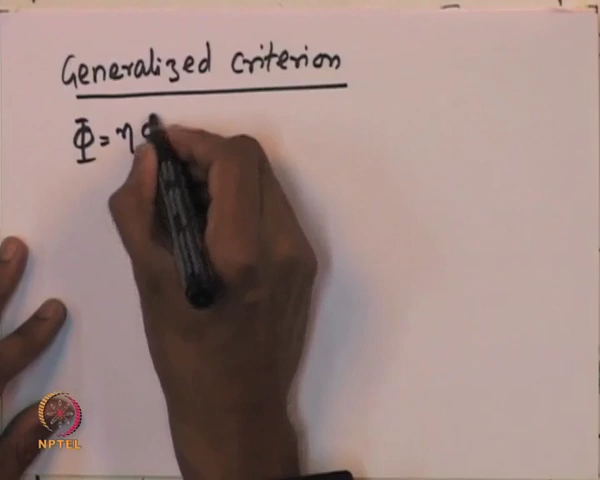 Generalized criterion
Φ = η
NPTEL